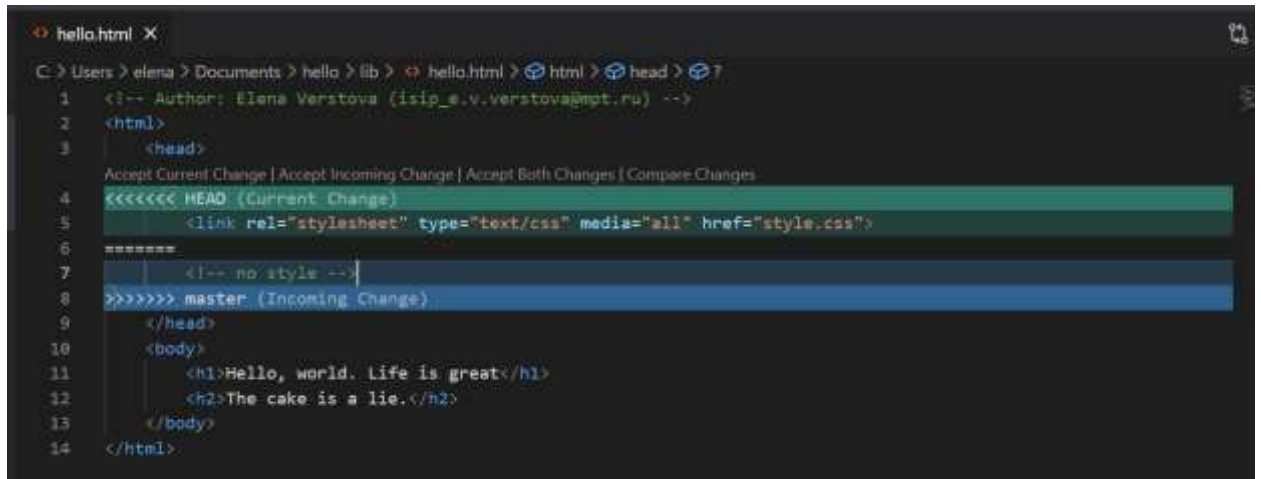 hello.html X
C: > Users > elena > Documents > hello > lib > hello.html > html > head > ?
1 <!-- Author: Elena Verstova (isip_e.v.verstova@mpt.ru) -->
2 <html>
3 <head>
Accept Current Change | Accept Incoming Change | Accept Both Changes | Compare Changes
4 <<<<<<< HEAD (Current Change)
5 <link rel="stylesheet" type="text/css" media="all" href="style.css">
6 =======
7 <!-- no style -->
8 >>>>>>> master (Incoming Change)
9 </head>
10 <body>
11 <h1>Hello, world. Life is great</h1>
12 <h2>The cake is a lie.</h2>
13 </body>
14 </html>